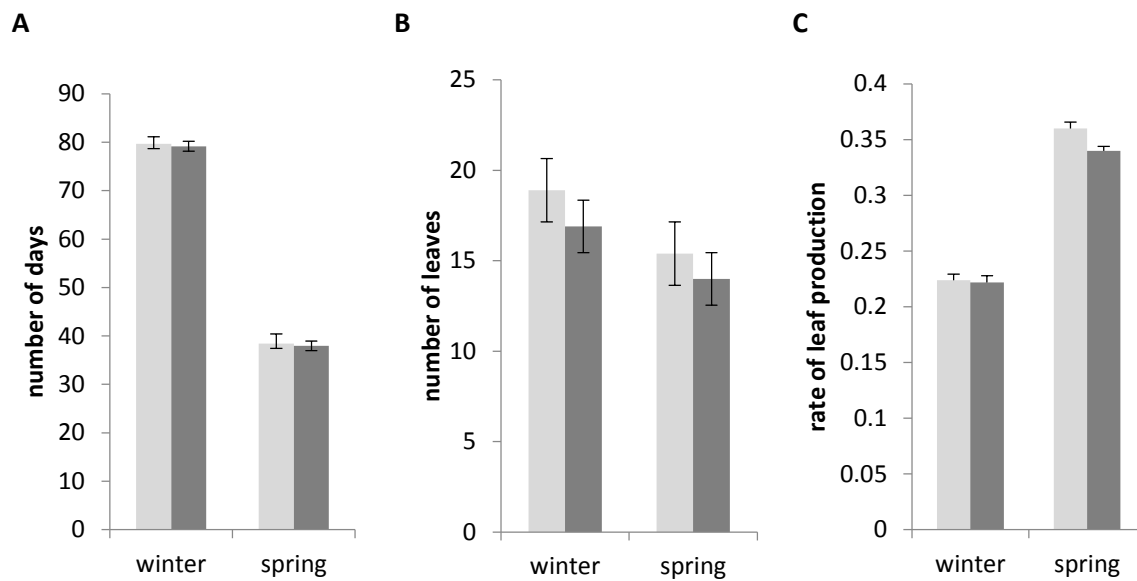 A
number of days
90
80
70
60
50
40
30
20
10
0
winter spring
B
number of leaves
25
20
15
10
5
0
winter spring
C
rate of leaf production
0.4
0.35
0.3
0.25
0.2
0.15
0.1
0.05
0
winter spring